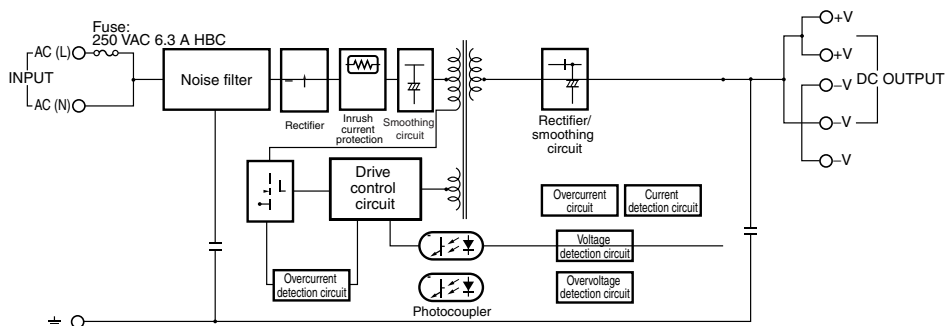 Fuse:
250 VAC 6.3 A HBC
AC (L)
INPUT
AC (N)
Noise filter
Rectifier
Inrush
current
protection
Smoothing
circuit
Rectifier/
smoothing
circuit
+V
+V
−V
DC OUTPUT
−V
−V
Drive
control
circuit
Overcurrent
circuit
Current
detection circuit
Voltage
detection circuit
Overcurrent
detection circuit
Overvoltage
detection circuit
Photocoupler